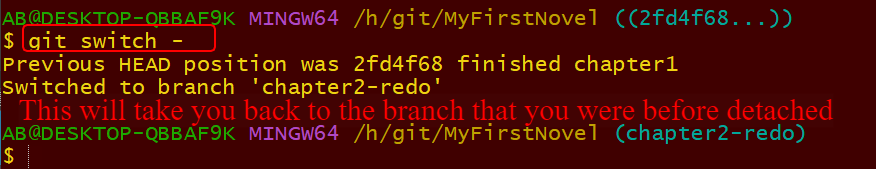 AB@DESKTOP-QBBAF9K MINGW64 /h/git/MyFirstNovel ((2fd4f68...))
$ git switch -
Previous HEAD position was 2fd4f68 finished chapter1
Switched to branch 'chapter2-redo'
This will take you back to the branch that you were before detached
AB@DESKTOP-QBBAF9K MINGW64 /h/git/MyFirstNovel (chapter2-redo)
$